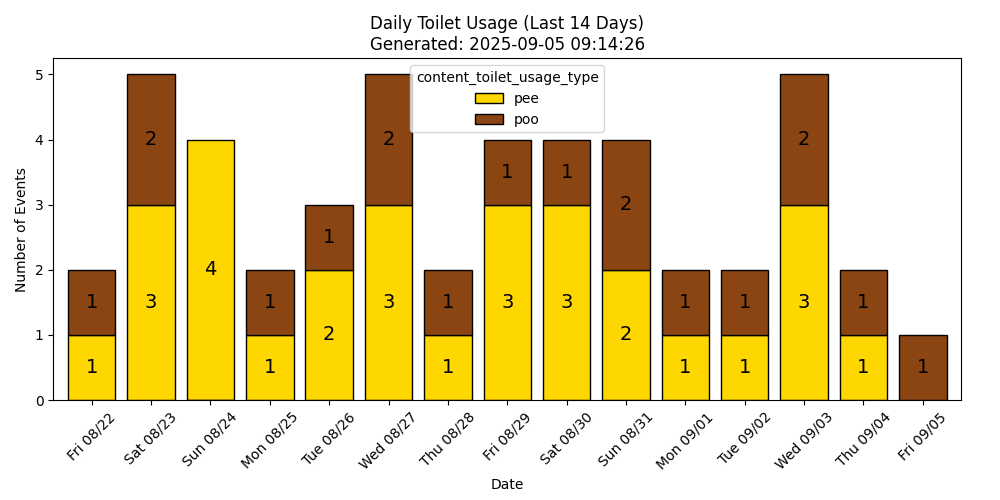 Daily Toilet Usage (Last 14 Days)
Generated: 2025-09-05 09:14:26
content_toilet_usage_type
pee
poo
Number of Events
5
4
3
2
1
0
2 2 1 1 1 2
1 1 2 1 1 1 1 1
1 3 4 1 2 3 1 3 3 2 1 1 3 1 1
Fri 08/22
Sat 08/23
Sun 08/24
Mon 08/25
Tue 08/26
Wed 08/27
Thu 08/28
Fri 08/29
Sat 08/30
Sun 08/31
Mon 09/01
Tue 09/02
Wed 09/03
Thu 09/04
Fri 09/05
Date